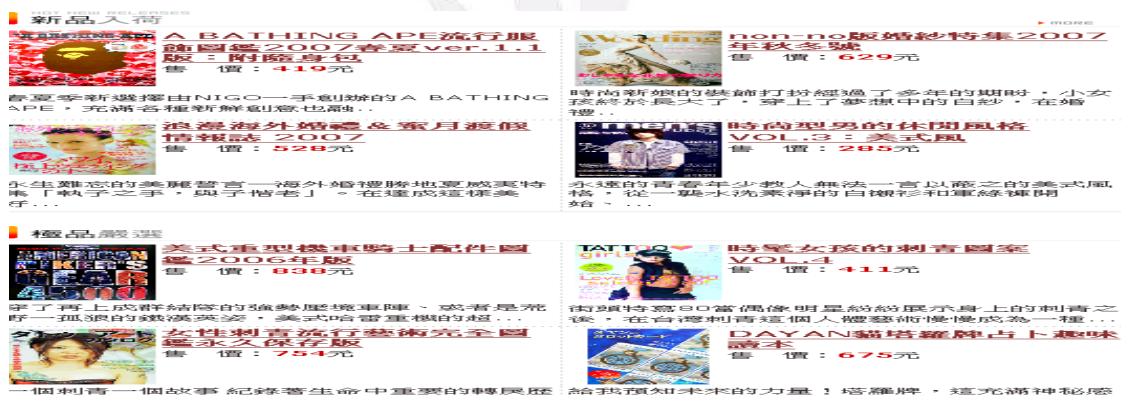 HOT NEW RELEASES
新品入荷
MORE
A BATHING APE流行服
飾圖鑑2007春夏ver.1.1
版：附隨身包
售 價：419元
春夏季新選擇由NIGO一手創辦的A BATHING
APE，充滿各種新鮮創意也融..
non-no版婚紗特集2007
年秋冬號
售 價：629元
時尚新娘的裝飾打扮經過了多年的期盼，小女
孩終於長大了，穿上了夢想中的白紗，在婚
禮..
浪漫海外婚禮＆蜜月渡假
情報誌 2007
售 價：528元
永生難忘的美麗誓言—海外婚禮勝地夏威夷特
集「執子之手，與子偕老」。在達成這樣美
好...
men's
時尚型男的休閒風格
VOL.3：美式風
售 價：285元
永遠的青春年少教人無法一言以蔽之的美式風
格，從一襲水洗素淨的白襯衫和軍綠褲開
始、...
極品嚴選
美式重型機車騎士配件圖
鑑2006年版
售 價：838元
穿了再上成群結隊的強勢壓境車陣、或者是荒
野一孤狼的鐵漢英姿，美式哈雷重機的超...
TATTOO
girls
時髦女孩的刺青圖案
VOL.4
售 價：411元
街頭特寫80當偶像明星紛紛展示身上的刺青之
後，在台灣刺青這個人體藝術慢慢成為一種...
女性刺青流行藝術完全圖
鑑永久保存版
售 價：754元
一個刺青一個故事 紀錄著生命中重要的轉展歷
DAYAN貓塔羅牌占卜趣味
讀本
售 價：675元
給我預知未來的力量！塔羅牌，這充滿神秘感